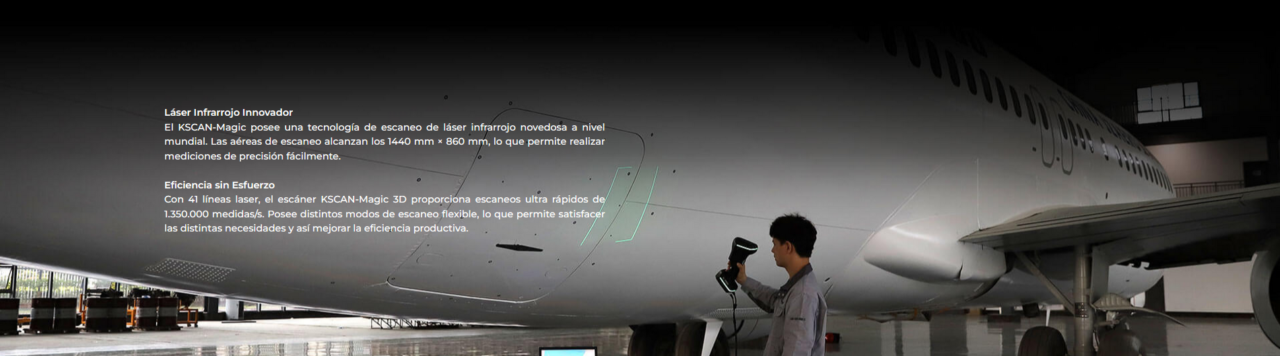 Láser Infrarrojo Innovador
El KSCAN-Magic posee una tecnología de escaneo de láser infrarrojo novedosa a nivel
mundial. Las aéreas de escaneo alcanzan los 1440 mm × 860 mm, lo que permite realizar
mediciones de precisión fácilmente.
Eficiencia sin Esfuerzo
Con 41 líneas laser, el escáner KSCAN-Magic 3D proporciona escaneos ultra rápidos de
1.350.000 medidas/s. Posee distintos modos de escaneo flexible, lo que permite satisfacer
las distintas necesidades y así mejorar la eficiencia productiva.